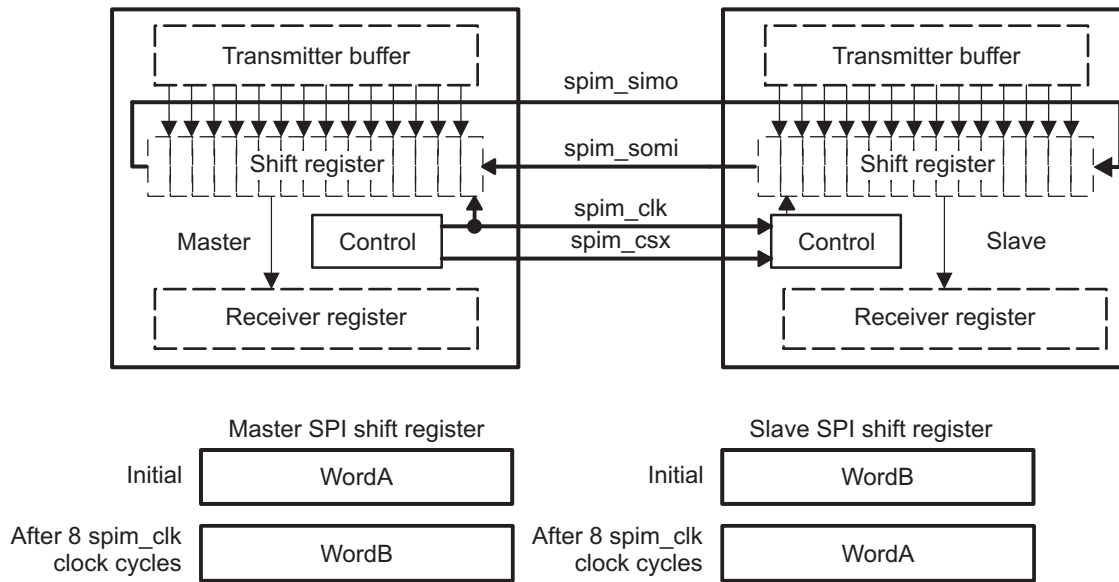 Transmitter buffer
Transmitter buffer
spim_simo
Shift register
spim_somi
Shift register
spim_clk
Master
Control
spim_csx
Control
Slave
Receiver register
Receiver register
Master SPI shift register
Slave SPI shift register
Initial
WordA
Initial
WordB
After 8 spim_clk
clock cycles
WordB
After 8 spim_clk
clock cycles
WordA